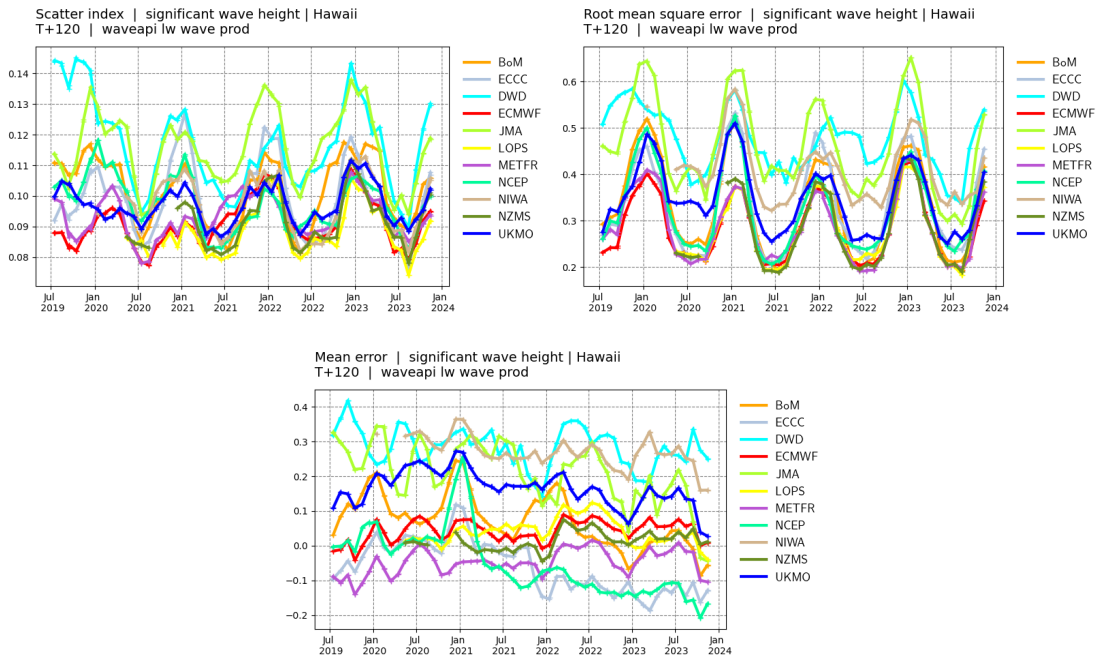 Scatter index | significant wave height | Hawaii
T+120 | waveapi lw wave prod
0.14
0.13
0.12
0.11
0.10
0.09
0.08
Jul 2019
Jan 2020
Jul 2020
Jan 2021
Jul 2021
Jan 2022
Jul 2022
Jan 2023
Jul 2023
Jan 2024
BoM
ECCC
DWD
ECMWF
JMA
LOPS
METFR
NCEP
NIWA
NZMS
UKMO
Root mean square error | significant wave height | Hawaii
T+120 | waveapi lw wave prod
0.6
0.5
0.4
0.3
0.2
Jul 2019
Jan 2020
Jul 2020
Jan 2021
Jul 2021
Jan 2022
Jul 2022
Jan 2023
Jul 2023
Jan 2024
BoM
ECCC
DWD
ECMWF
JMA
LOPS
METFR
NCEP
NIWA
NZMS
UKMO
Mean error | significant wave height | Hawaii
T+120 | waveapi lw wave prod
0.4
0.3
0.2
0.1
0.0
−0.1
−0.2
Jul 2019
Jan 2020
Jul 2020
Jan 2021
Jul 2021
Jan 2022
Jul 2022
Jan 2023
Jul 2023
Jan 2024
BoM
ECCC
DWD
ECMWF
JMA
LOPS
METFR
NCEP
NIWA
NZMS
UKMO